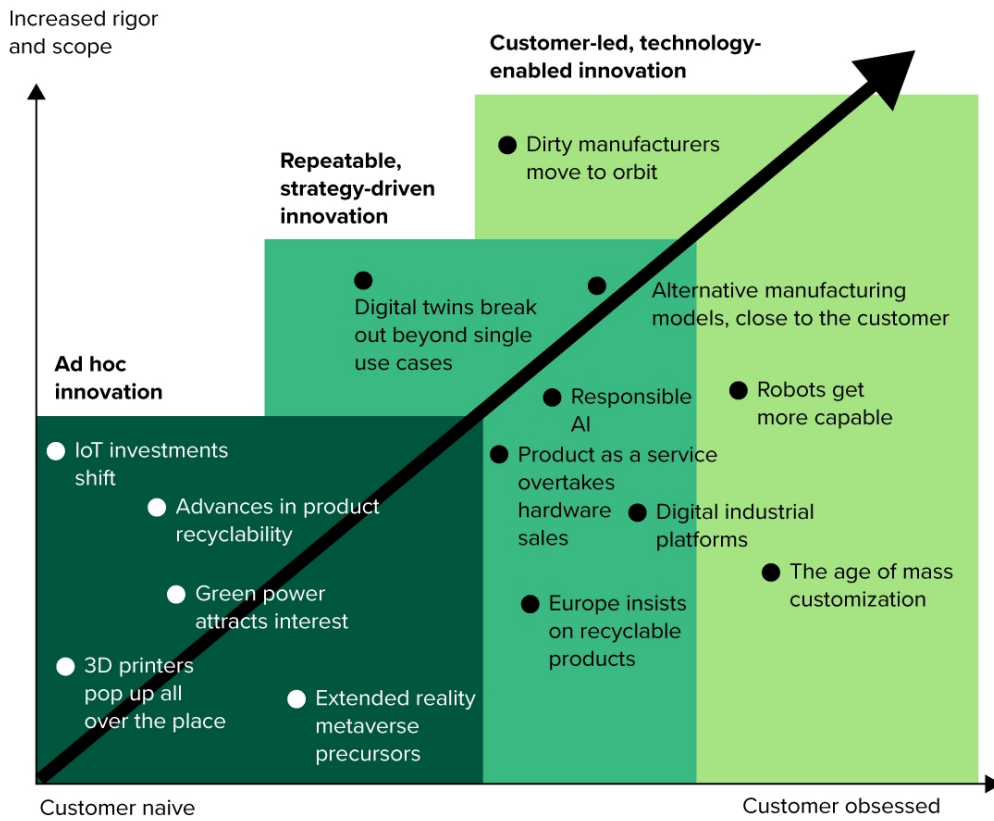 Increased rigor
and scope
Customer-led, technology-
enabled innovation
Dirty manufacturers
move to orbit
Repeatable,
strategy-driven
innovation
Digital twins break
out beyond single
use cases
Alternative manufacturing
models, close to the customer
Ad hoc
innovation
Responsible
AI
Robots get
more capable
IoT investments
shift
Product as a service
overtakes
hardware
sales
Advances in product
recyclability
Digital industrial
platforms
The age of mass
customization
Green power
attracts interest
Europe insists
on recyclable
products
3D printers
pop up all
over the place
Extended reality
metaverse
precursors
Customer naive
Customer obsessed